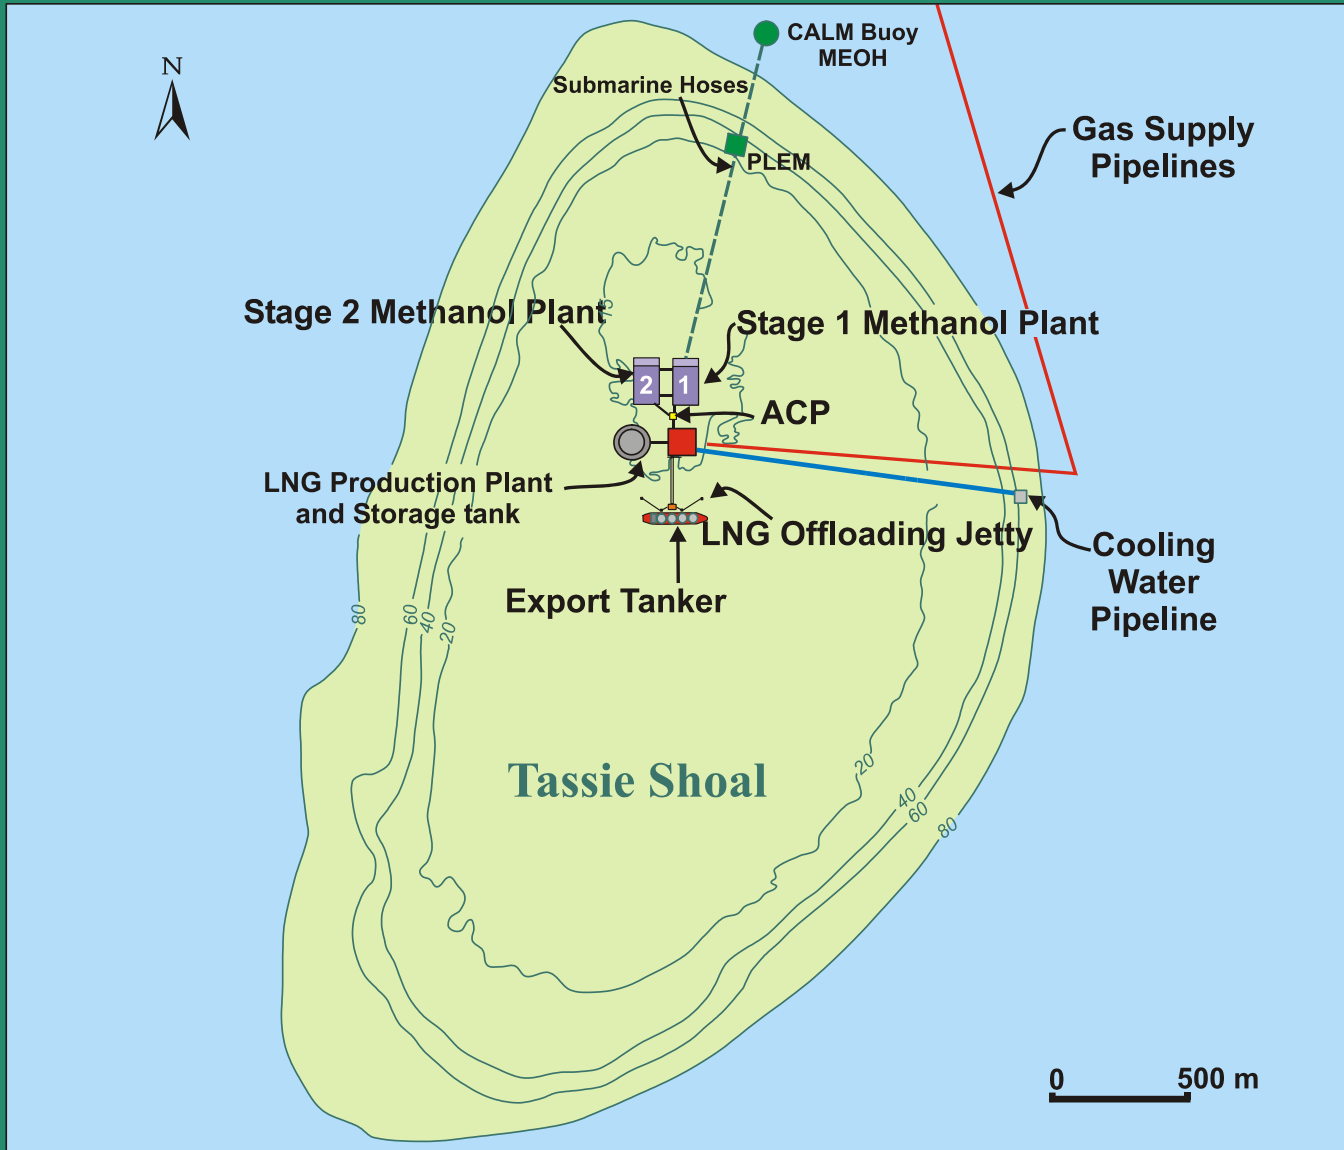 CALM Buoy
MEOH
N
Submarine Hoses
Gas Supply
Pipelines
PLEM
Stage 2 Methanol Plant
15
Stage 1 Methanol Plant
2
1
ACP
LNG Production Plant
and Storage tank
LNG Offloading Jetty
Cooling
Water
Pipeline
Export Tanker
80
60
40
20
Tassie Shoal
20
40
60
80
0
500 m